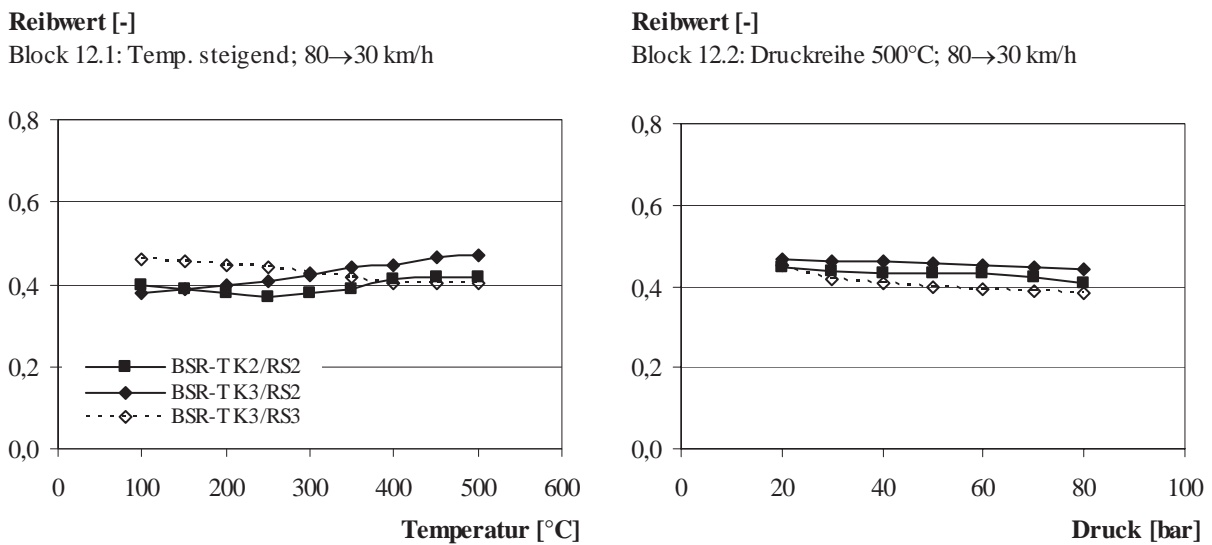 Reibwert [-]
Block 12.1: Temp. steigend; 80→30 km/h
0,8
0,6
0,4
0,2
0,0
BSR-TK2/RS2
BSR-TK3/RS2
BSR-TK3/RS3
0 100 200 300 400 500 600
Temperatur [°C]
Reibwert [-]
Block 12.2: Druckreihe 500°C; 80→30 km/h
0,8
0,6
0,4
0,2
0,0
0 20 40 60 80 100
Druck [bar]